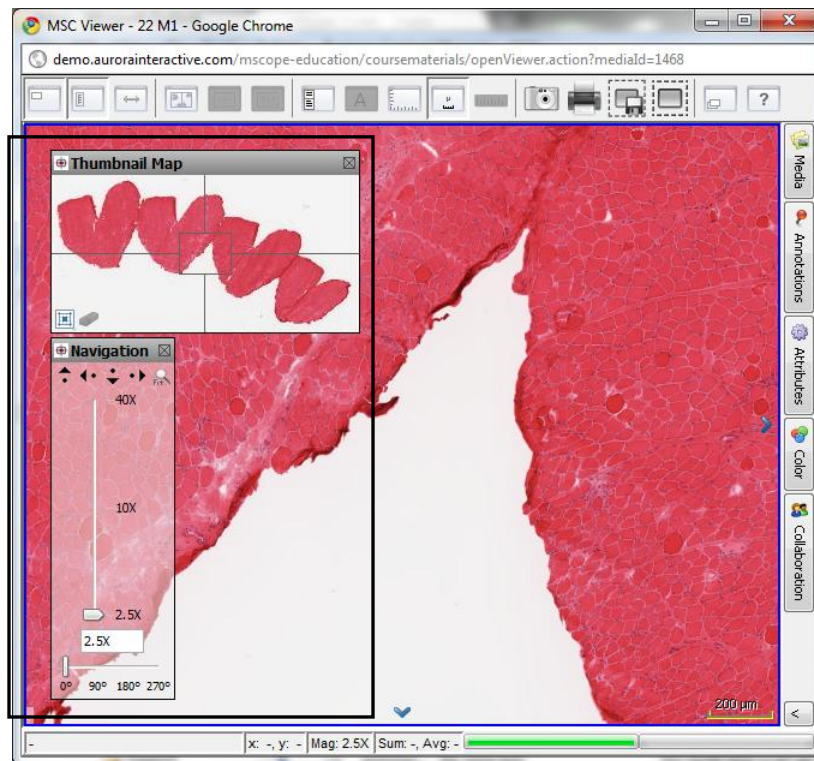 MSC Viewer - 22 M1 - Google Chrome
demo.aurorainteractive.com/mscope-education/coursematerials/openViewer.action?mediaId=1468
A
µ
?
Thumbnail Map
Navigation
Fit
40X
10X
2.5X
2.5X
0° 90° 180° 270°
Media
Annotations
Attributes
Color
Collaboration
<
200 µm
- x: -, y: - Mag: 2.5X Sum: -, Avg: -